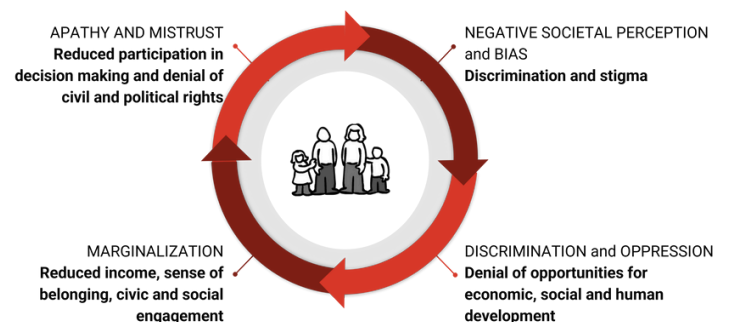 APATHY AND MISTRUST
Reduced participation in
decision making and denial of
civil and political rights
NEGATIVE SOCIETAL PERCEPTION
and BIAS
Discrimination and stigma
MARGINALIZATION
Reduced income, sense of
belonging, civic and social
engagement
DISCRIMINATION and OPPRESSION
Denial of opportunities for
economic, social and human
development